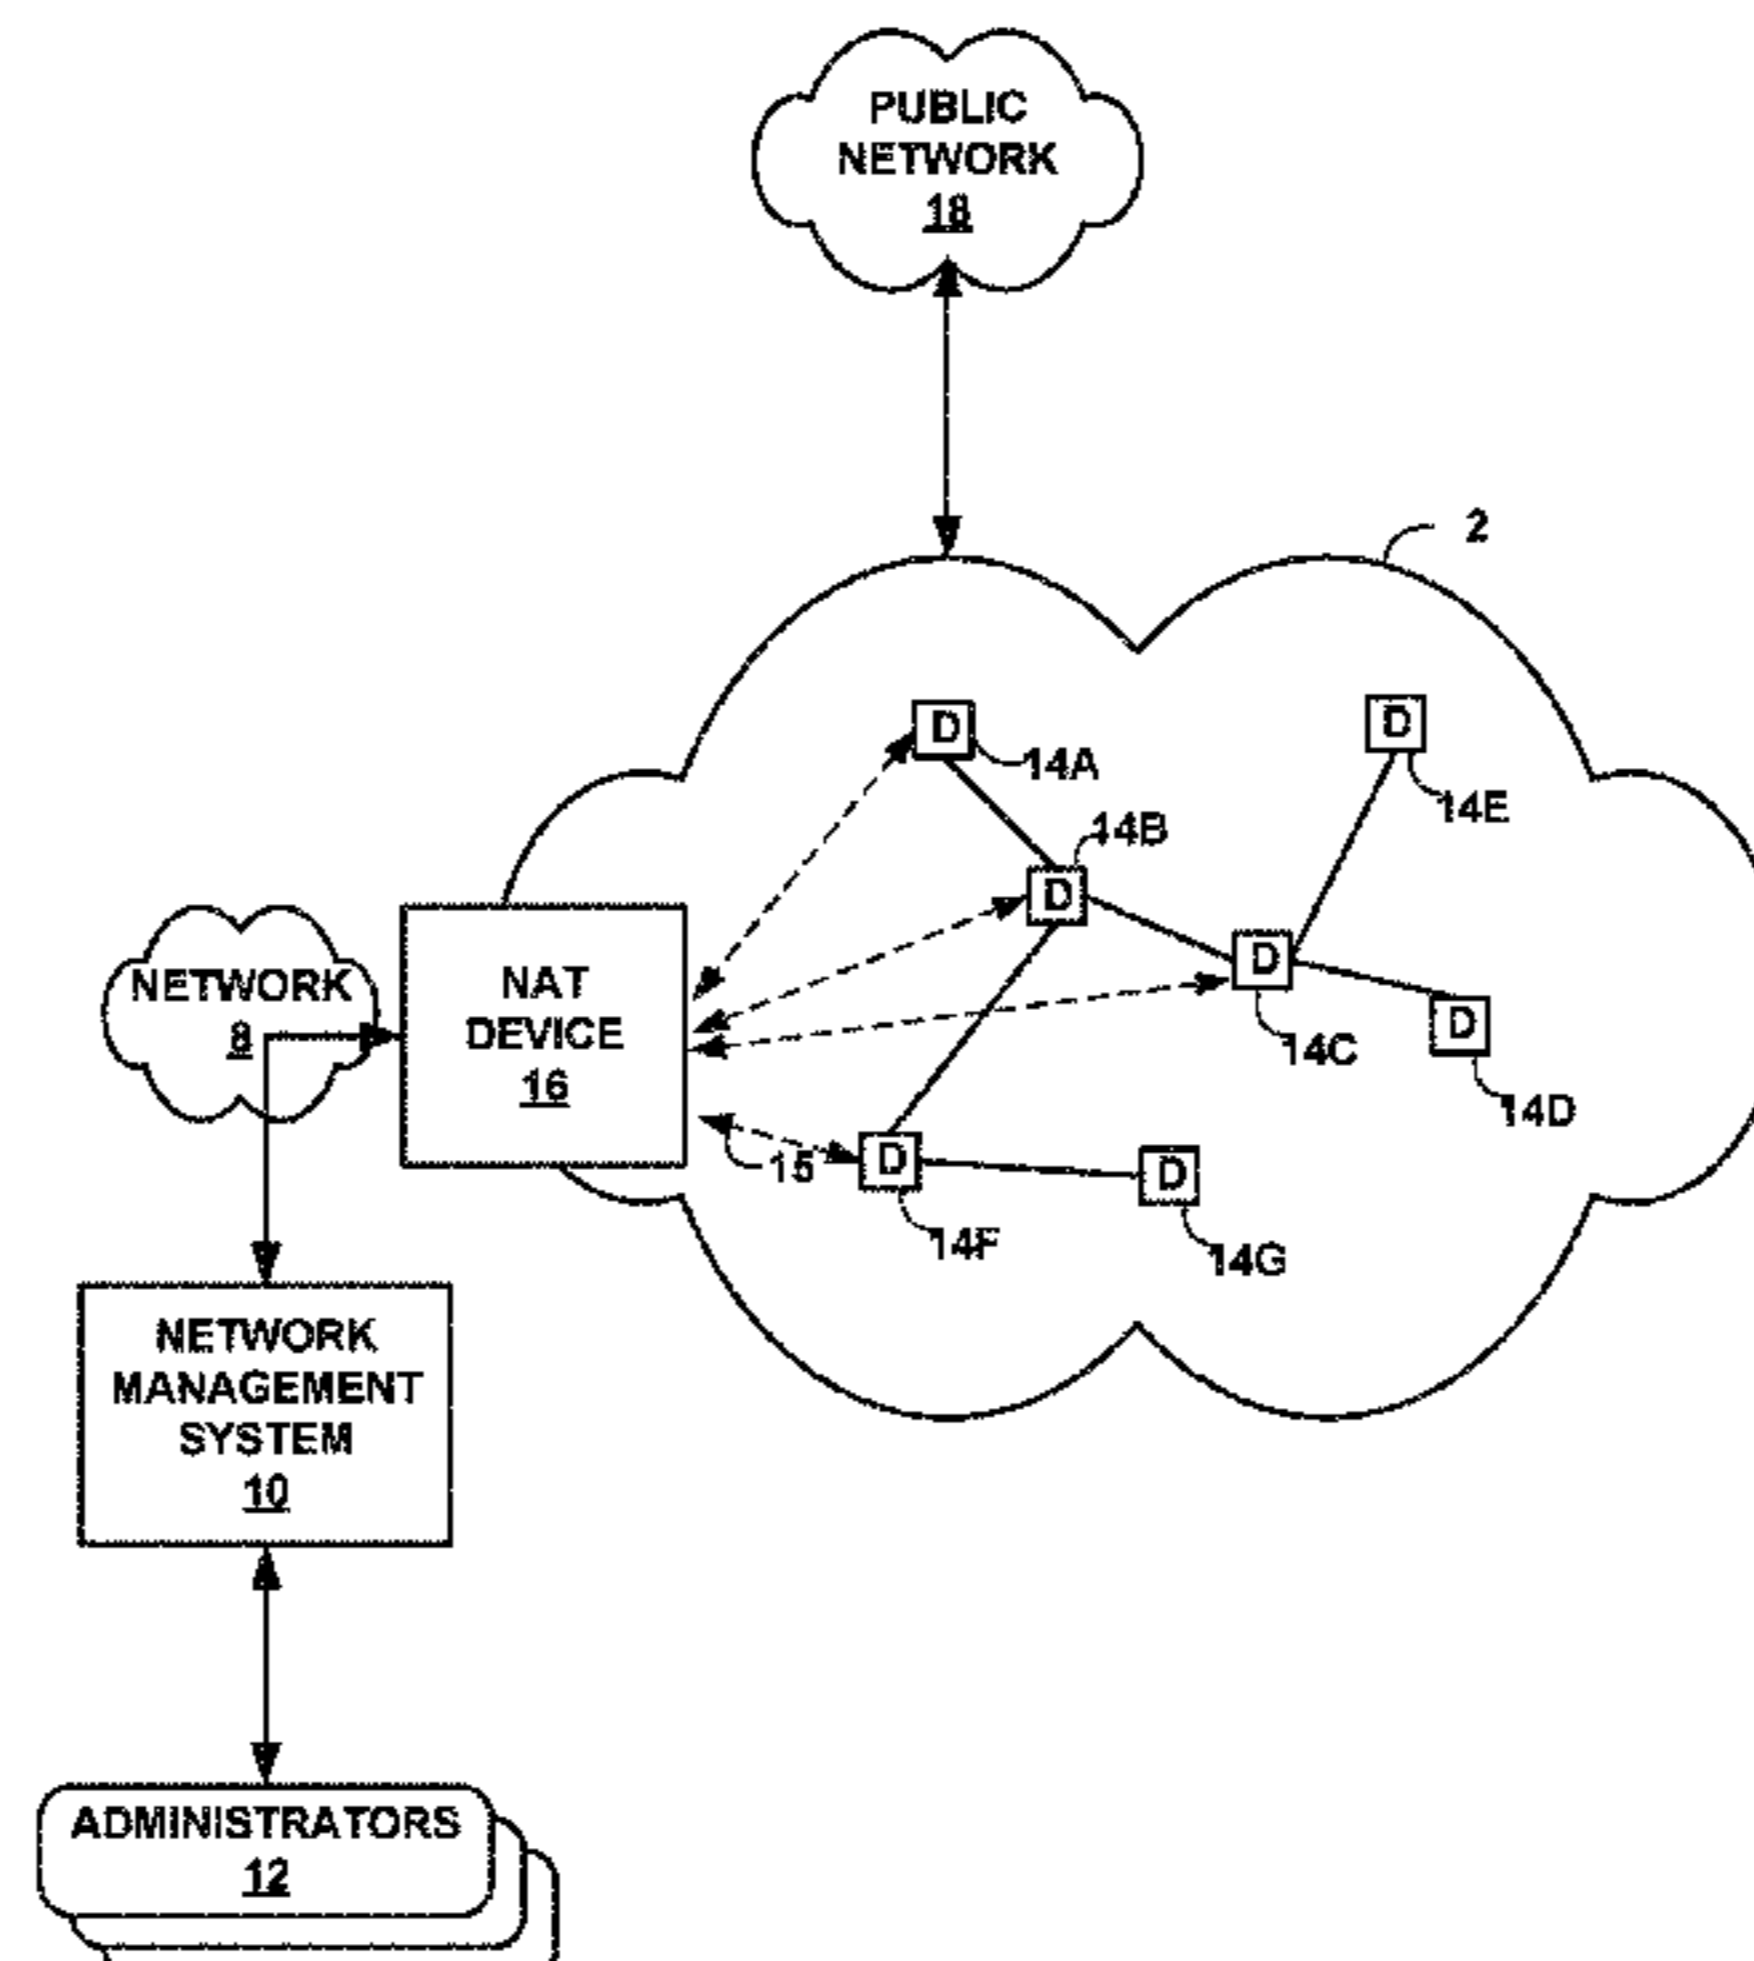 PUBLIC
NETWORK
18
2
D
14A
D
14E
14B
D
NETWORK
8
NAT
DEVICE
16
D
14C
D
14D
15
D
14F
D
14G
NETWORK
MANAGEMENT
SYSTEM
10
ADMINISTRATORS
12